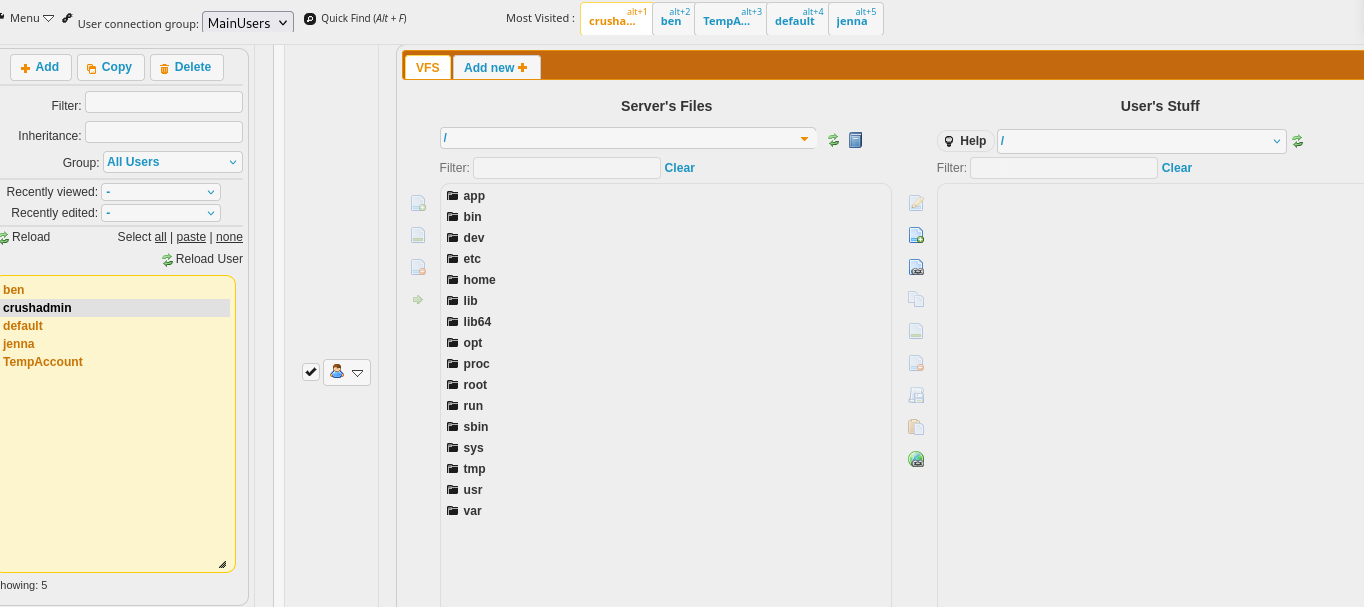 Menu User connection group: MainUsers Quick Find (Alt + F) Most Visited :
alt+1 crusha...
alt+2 ben
alt+3 TempA...
alt+4 default
alt+5 jenna
Add Copy Delete
Filter:
Inheritance:
Group: All Users
Recently viewed: -
Recently edited: -
Reload Select all | paste | none
Reload User
ben
crushadmin
default
jenna
TempAccount
howing: 5
VFS Add new
Server's Files
/
Filter: Clear
app
bin
dev
etc
home
lib
lib64
opt
proc
root
run
sbin
sys
tmp
usr
var
User's Stuff
Help /
Filter: Clear